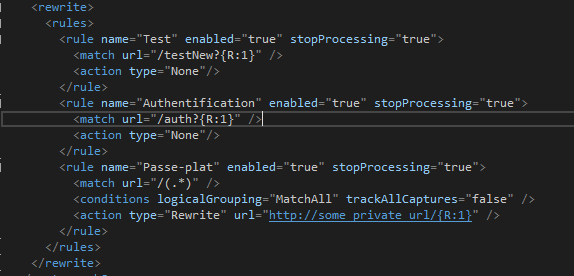 <rewrite>
<rules>
<rule name="Test" enabled="true" stopProcessing="true">
<match url="/testNew?{R:1}" />
<action type="None"/>
</rule>
<rule name="Authentification" enabled="true" stopProcessing="true">
<match url="/auth?{R:1}" />
<action type="None"/>
</rule>
<rule name="Passe-plat" enabled="true" stopProcessing="true">
<match url="/(.*)" />
<conditions logicalGrouping="MatchAll" trackAllCaptures="false" />
<action type="Rewrite" url="http://some private url/{R:1}" />
</rule>
</rules>
</rewrite>